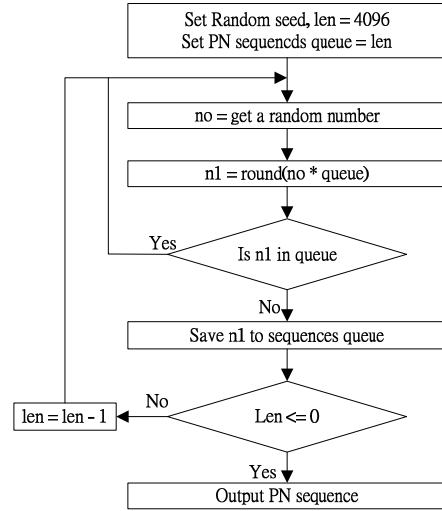 Set Random seed, len = 4096
Set PN sequencds queue = len
no = get a random number
n1 = round(no * queue)
Yes
Is n1 in queue
No
Save n1 to sequences queue
No
Len <= 0
len = len - 1
Yes
Output PN sequence